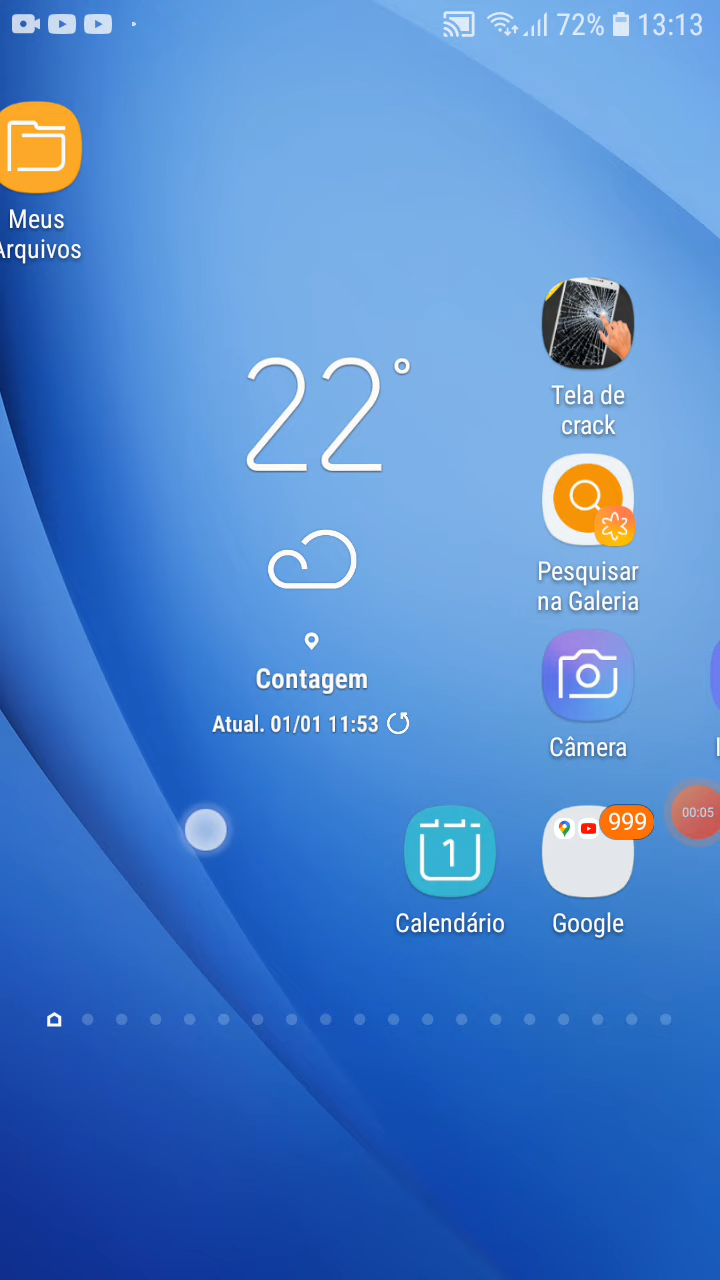 72% 13:13
Meus
Arquivos
22°
Contagem
Atual. 01/01 11:53
Tela de
crack
Pesquisar
na Galeria
Câmera
1
Calendário
999
Google
00:05